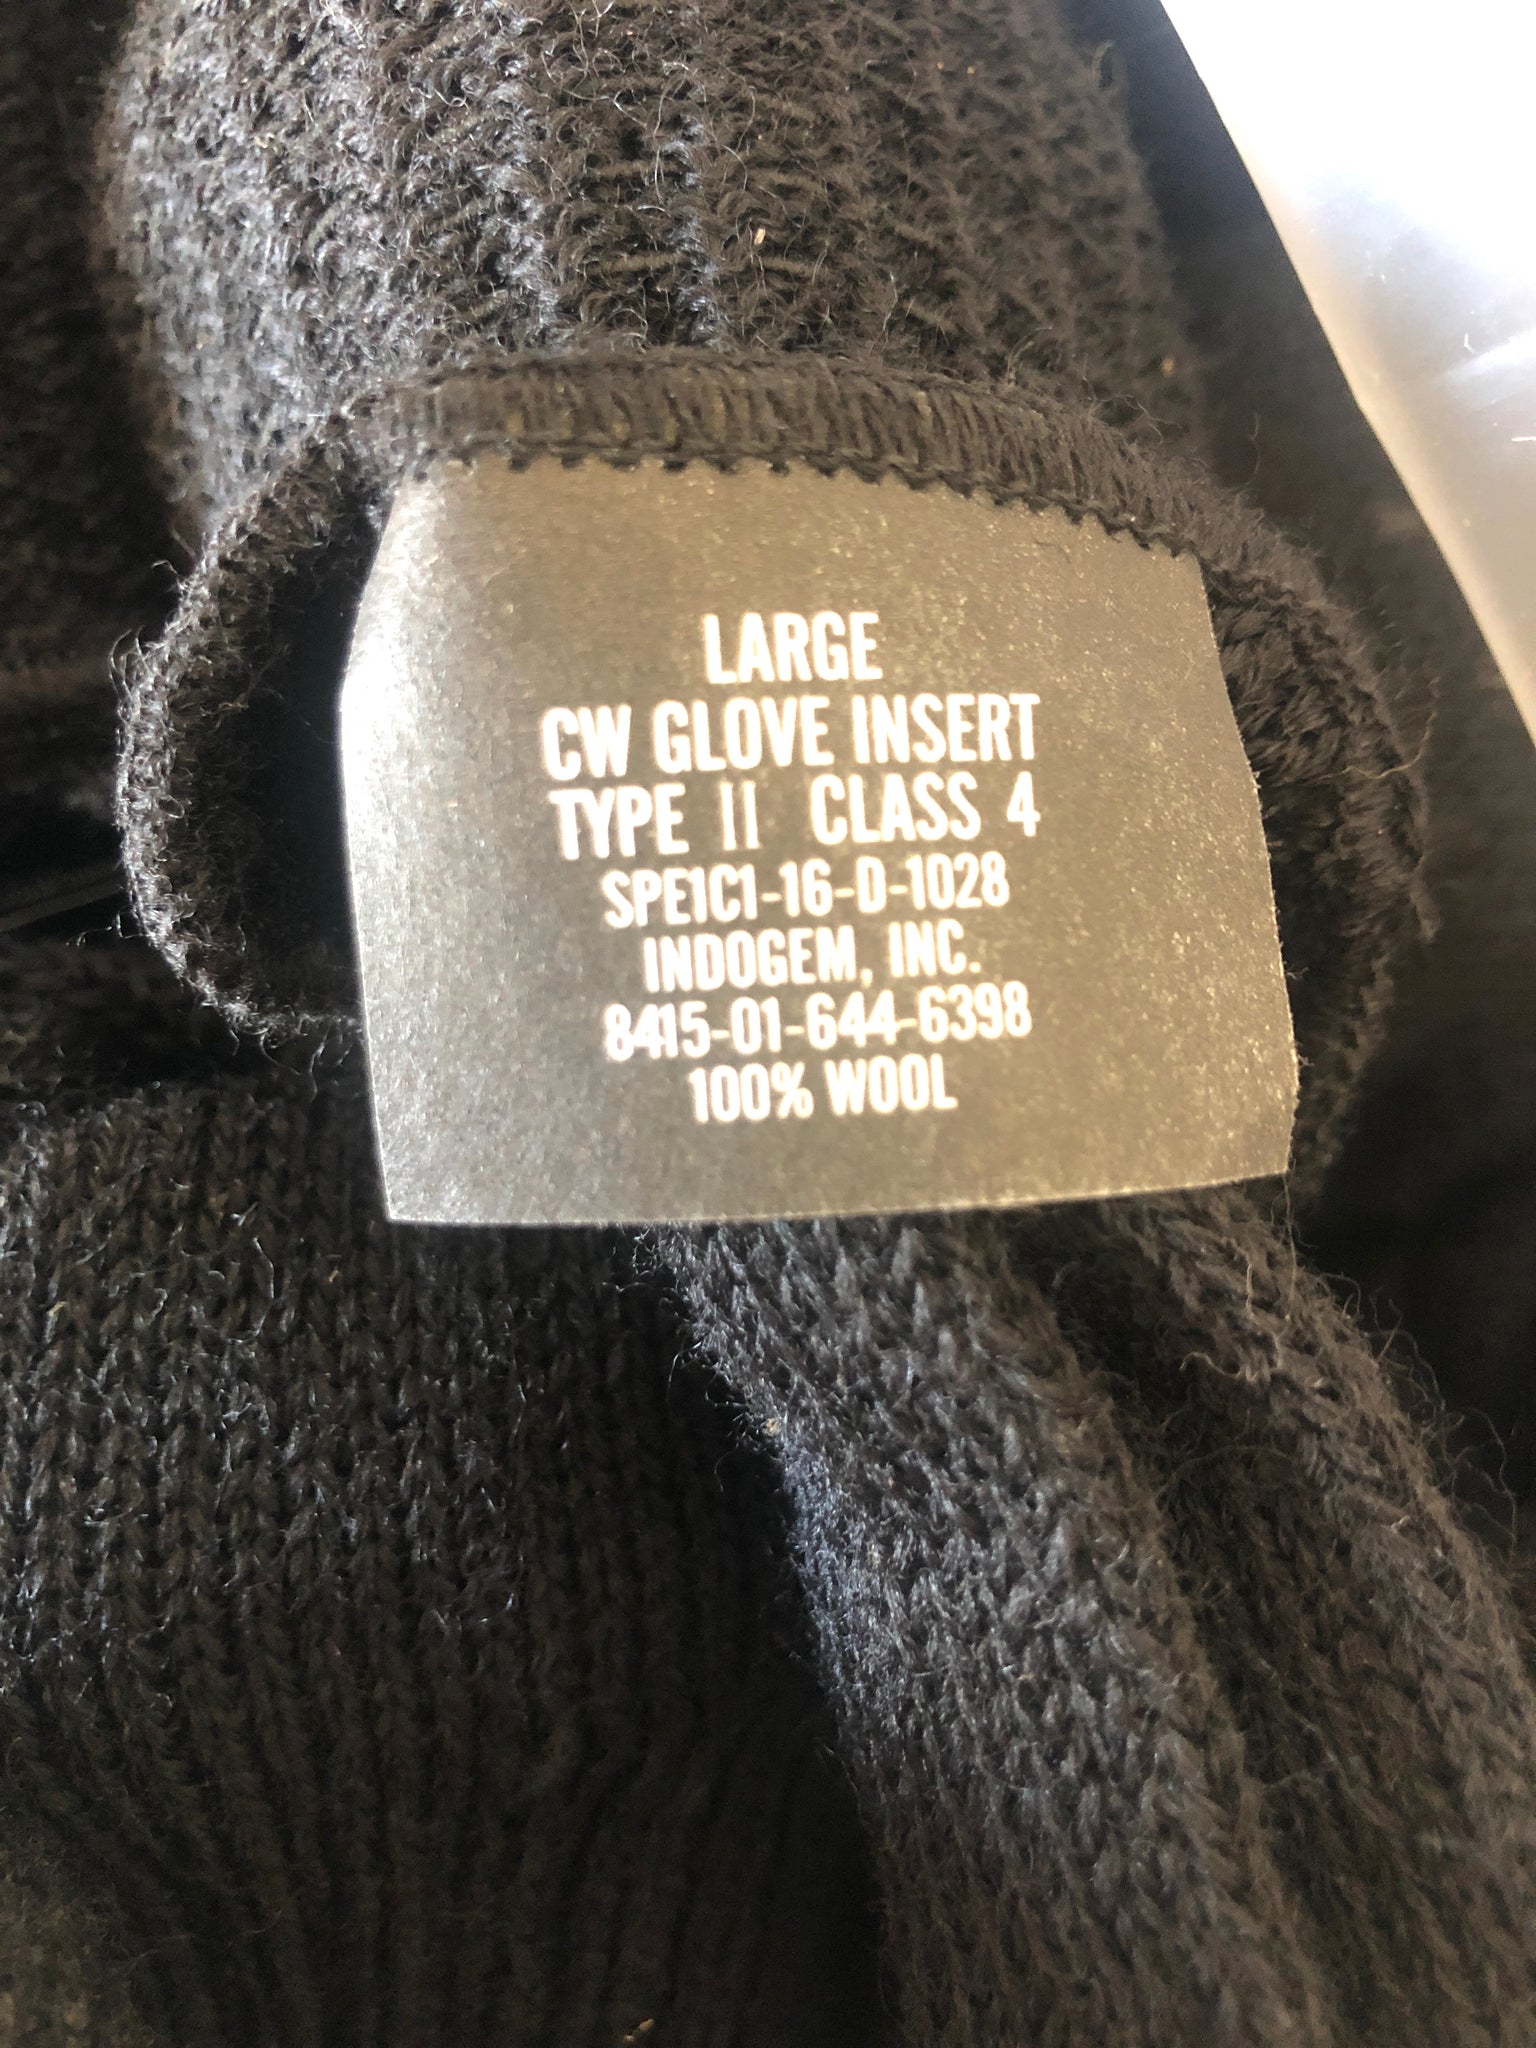 LARGE
CW GLOVE INSERT
TYPE II CLASS 4
SPE1C1-16-D-1028
INDOGEM, INC.
8415-01-644-6398
100% WOOL